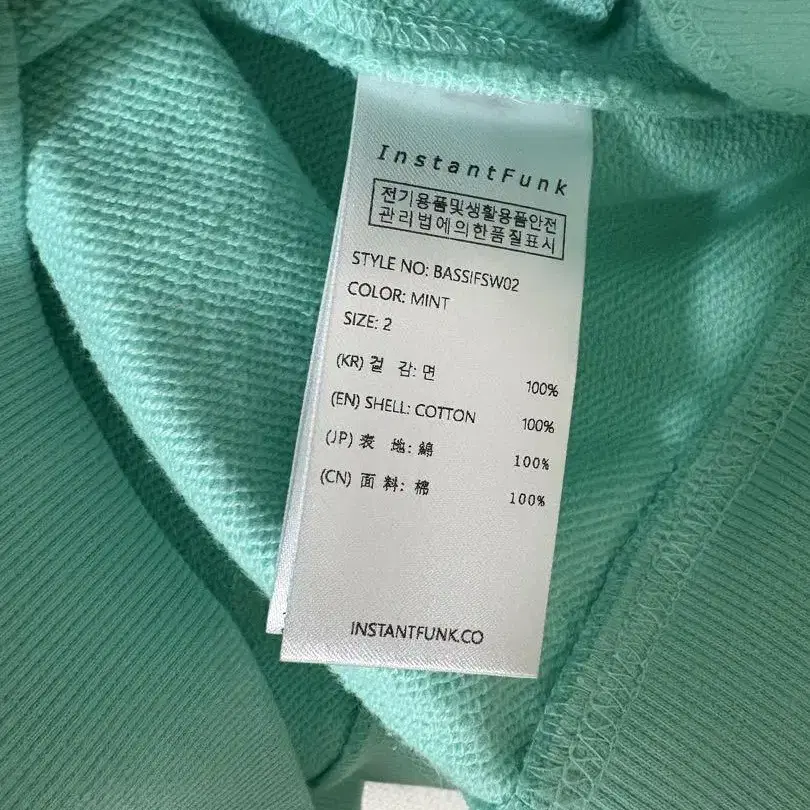 InstantFunk
전기용품및생활용품안전
관리법에의한품질표시
STYLE NO: BASSIFSW02
COLOR: MINT
SIZE: 2
(KR) 겉 감: 면 100%
(EN) SHELL: COTTON 100%
(JP) 表 地: 綿 100%
(CN) 面 料: 棉 100%
INSTANTFUNK.CO